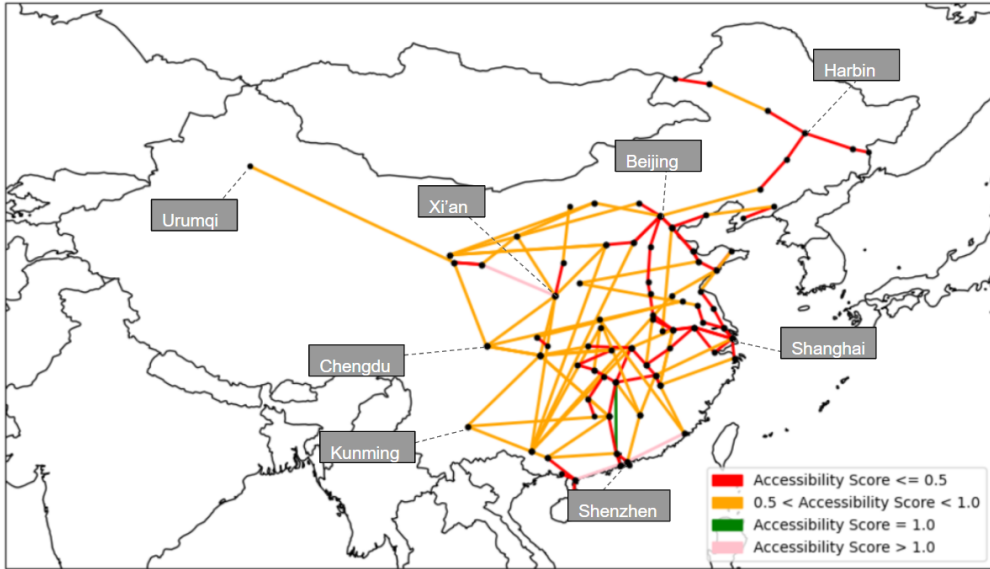 Harbin
Beijing
Xi'an
Urumqi
Chengdu
Shanghai
Kunming
Shenzhen
Accessibility Score <= 0.5
0.5 < Accessibility Score < 1.0
Accessibility Score = 1.0
Accessibility Score > 1.0